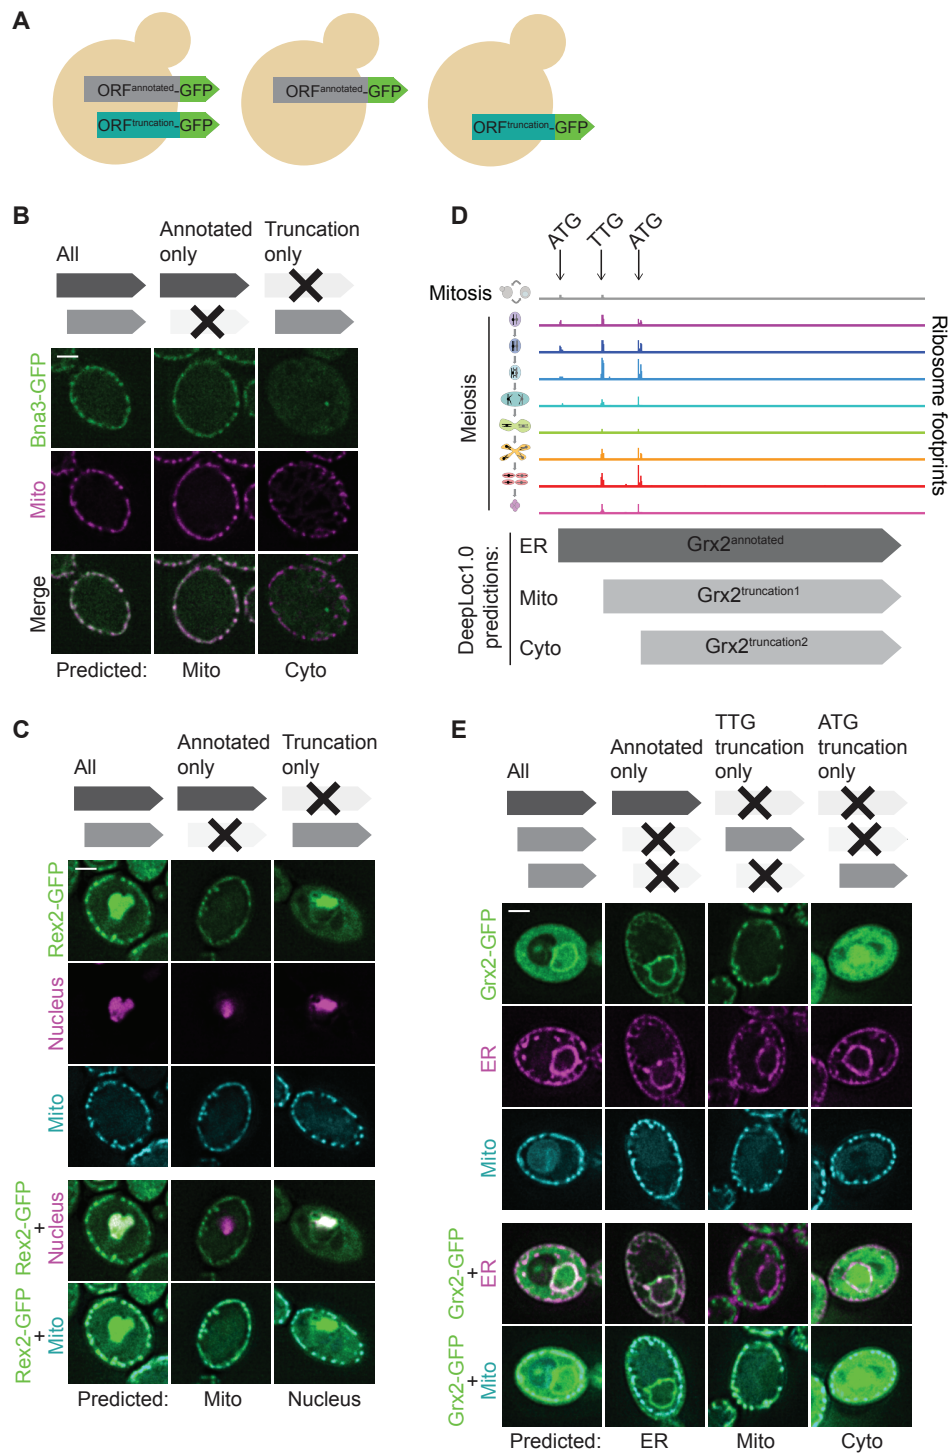 A
ORFannotated-GFP
ORFtruncation-GFP
ORFannotated-GFP
ORFtruncation-GFP
B
All
Annotated
only
Truncation
only
Bna3-GFP
Mito
Merge
Predicted:
Mito
Cyto
C
All
Annotated
only
Truncation
only
Rex2-GFP
Nucleus
Mito
Rex2-GFP
+
Nucleus
Rex2-GFP
+
Mito
Predicted:
Mito
Nucleus
D
ATG
TTG
ATG
Mitosis
Meiosis
Ribosome footprints
DeepLoc1.0
predictions:
ER
Grx2annotated
Mito
Grx2truncation1
Cyto
Grx2truncation2
E
All
Annotated
only
TTG
truncation
only
ATG
truncation
only
Grx2-GFP
ER
Mito
Grx2-GFP
+
ER
Grx2-GFP
+
Mito
Predicted:
ER
Mito
Cyto